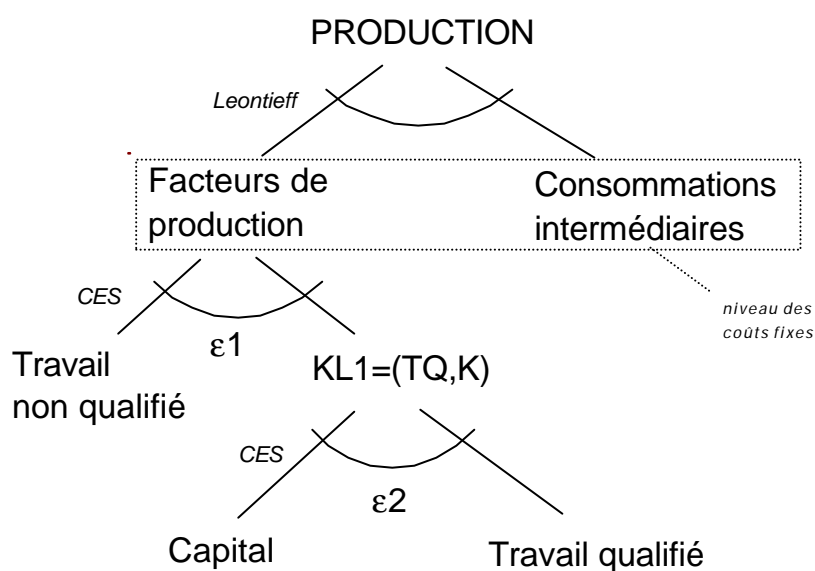 PRODUCTION
Leontieff
Facteurs de
production
Consommations
intermédiaires
niveau des
coûts fixes
CES
ε1
Travail
non qualifié
KL1=(TQ,K)
CES
ε2
Capital
Travail qualifié